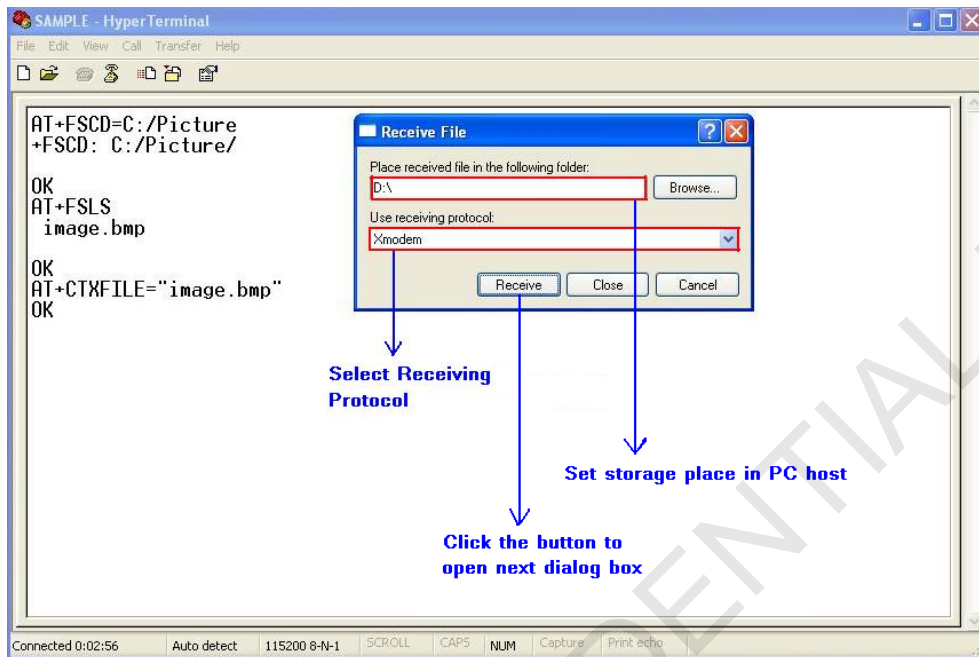 SAMPLE - HyperTerminal
File Edit View Call Transfer Help
AT+FSCD=C:/Picture
+FSCD: C:/Picture/
OK
AT+FSLS
image.bmp
OK
AT+CTXFILE="image.bmp"
OK
Receive File
Place received file in the following folder:
D:\
Browse...
Use receiving protocol:
Xmodem
Receive Close Cancel
Select Receiving
Protocol
Set storage place in PC host
Click the button to
open next dialog box
Connected 0:02:56 Auto detect 115200 8-N-1 SCROLL CAPS NUM Capture Print echo